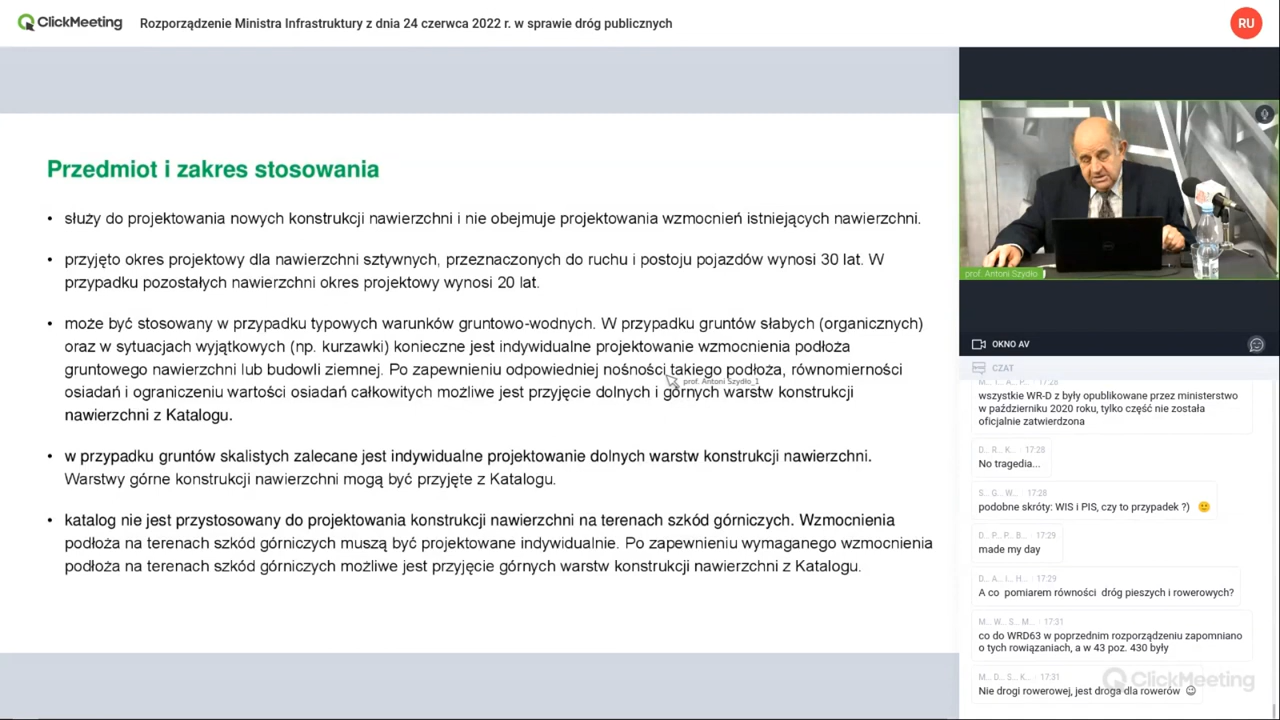 ClickMeeting
Rozporządzenie Ministra Infrastruktury z dnia 24 czerwca 2022 r. w sprawie dróg publicznych
RU
Przedmiot i zakres stosowania
• służy do projektowania nowych konstrukcji nawierzchni i nie obejmuje projektowania wzmocnień istniejących nawierzchni.
• przyjęto okres projektowy dla nawierzchni sztywnych, przeznaczonych do ruchu i postoju pojazdów wynosi 30 lat. W
przypadku pozostałych nawierzchni okres projektowy wynosi 20 lat.
• może być stosowany w przypadku typowych warunków gruntowo-wodnych. W przypadku gruntów słabych (organicznych)
oraz w sytuacjach wyjątkowych (np. kurzawki) konieczne jest indywidualne projektowanie wzmocnienia podłoża
gruntowego nawierzchni lub budowli ziemnej. Po zapewnieniu odpowiedniej nośności takiego podłoża, równomierności
prof. Antoni Szydło_1
osiadań i ograniczeniu wartości osiadań całkowitych możliwe jest przyjęcie dolnych i górnych warstw konstrukcji
nawierzchni z Katalogu.
• w przypadku gruntów skalistych zalecane jest indywidualne projektowanie dolnych warstw konstrukcji nawierzchni.
Warstwy górne konstrukcji nawierzchni mogą być przyjęte z Katalogu.
• katalog nie jest przystosowany do projektowania konstrukcji nawierzchni na terenach szkód górniczych. Wzmocnienia
podłoża na terenach szkód górniczych muszą być projektowane indywidualnie. Po zapewnieniu wymaganego wzmocnienia
podłoża na terenach szkód górniczych możliwe jest przyjęcie górnych warstw konstrukcji nawierzchni z Katalogu.
prof. Antoni Szydło
OKNO AV
CZAT
M... I... A... P... 17:28
wszystkie WR-D z były opublikowane przez ministerstwo
w październiku 2020 roku, tylko część nie została
oficjalnie zatwierdzona
D... R... K... 17:28
No tragedia...
S... G... W... 17:28
podobne skróty: WIS i PIS, czy to przypadek ?) 🙂
D... P... P... B... 17:29
made my day
D... A... i... H... 17:29
A co pomiarem równości dróg pieszych i rowerowych?
M... W... S... M... 17:31
co do WRD63 w poprzednim rozporządzeniu zapomniano
o tych rowiązaniach, a w 43 poz. 430 były
M... D... S... K... 17:31
Nie drogi rowerowej, jest droga dla rowerów 😉
ClickMeeting